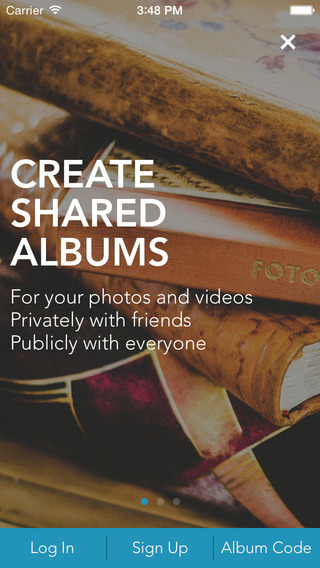 Carrier 3:48 PM
×
CREATE
SHARED
ALBUMS
FOTO
For your photos and videos
Privately with friends
Publicly with everyone
Log In Sign Up Album Code